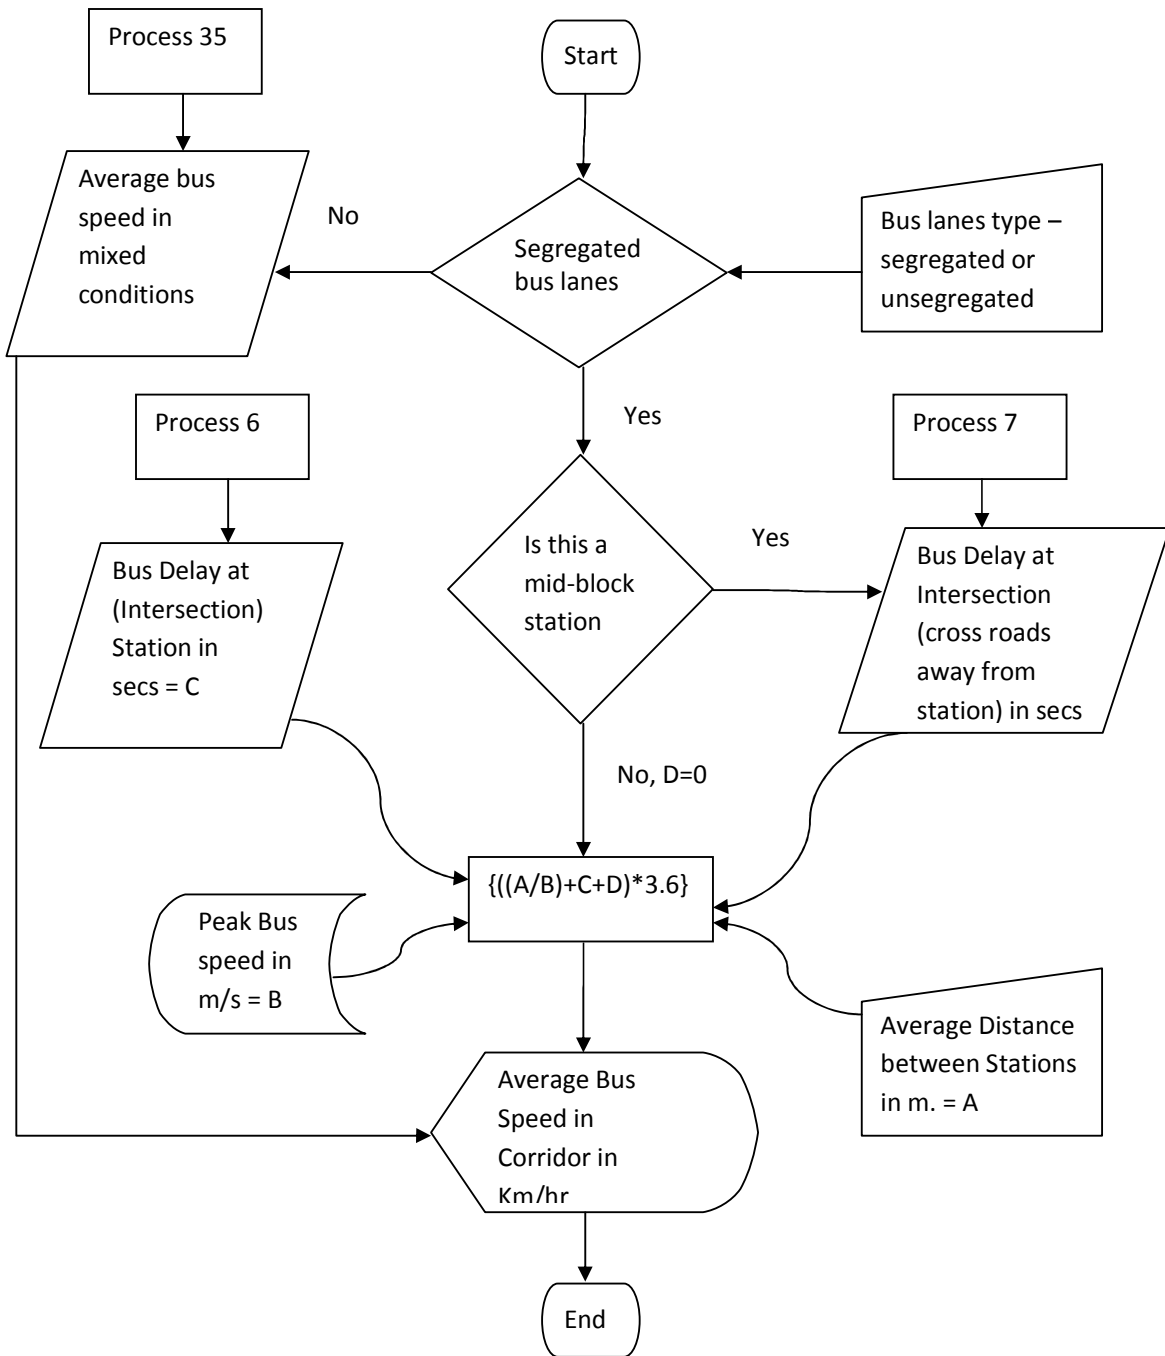 Process 35
Start
Average bus
speed in
mixed
conditions
No
Segregated
bus lanes
Bus lanes type –
segregated or
unsegregated
Yes
Process 6
Process 7
Is this a
mid-block
station
Yes
Bus Delay at
(Intersection)
Station in
secs = C
Bus Delay at
Intersection
(cross roads
away from
station) in secs
No, D=0
{((A/B)+C+D)*3.6}
Peak Bus
speed in
m/s = B
Average Distance
between Stations
in m. = A
Average Bus
Speed in
Corridor in
Km/hr
End